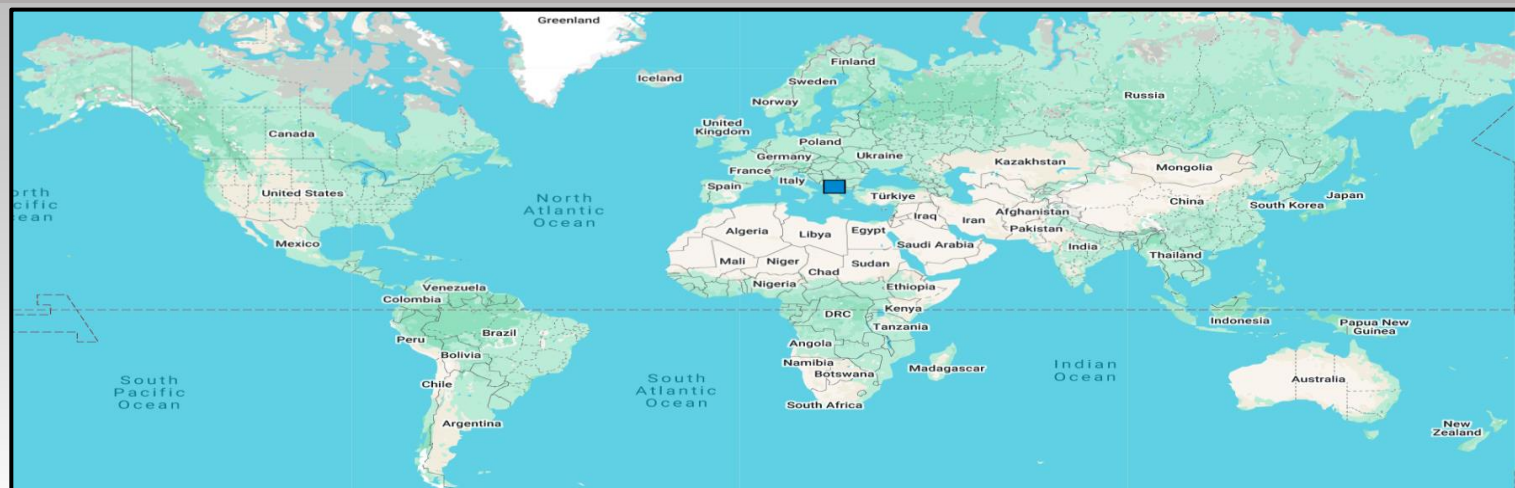 Greenland
Iceland
Finland
Sweden
Norway
Russia
United
Kingdom
Canada
Poland
Germany
Ukraine
France
Kazakhstan
Mongolia
Italy
United States
Spain
Türkiye
China
Japan
South Korea
orth
cific
ean
North
Atlantic
Ocean
Iraq
Iran
Afghanistan
Pakistan
Algeria
Libya
Egypt
Saudi Arabia
India
Mexico
Mali
Niger
Chad
Sudan
Thailand
Nigeria
Ethiopia
Venezuela
Colombia
DRC
Kenya
Tanzania
Indonesia
Papua New
Guinea
Brazil
Peru
Bolivia
Angola
Namibia
Botswana
Madagascar
Indian
Ocean
South
Pacific
Ocean
Chile
South
Atlantic
Ocean
South Africa
Australia
Argentina
New
Zealand